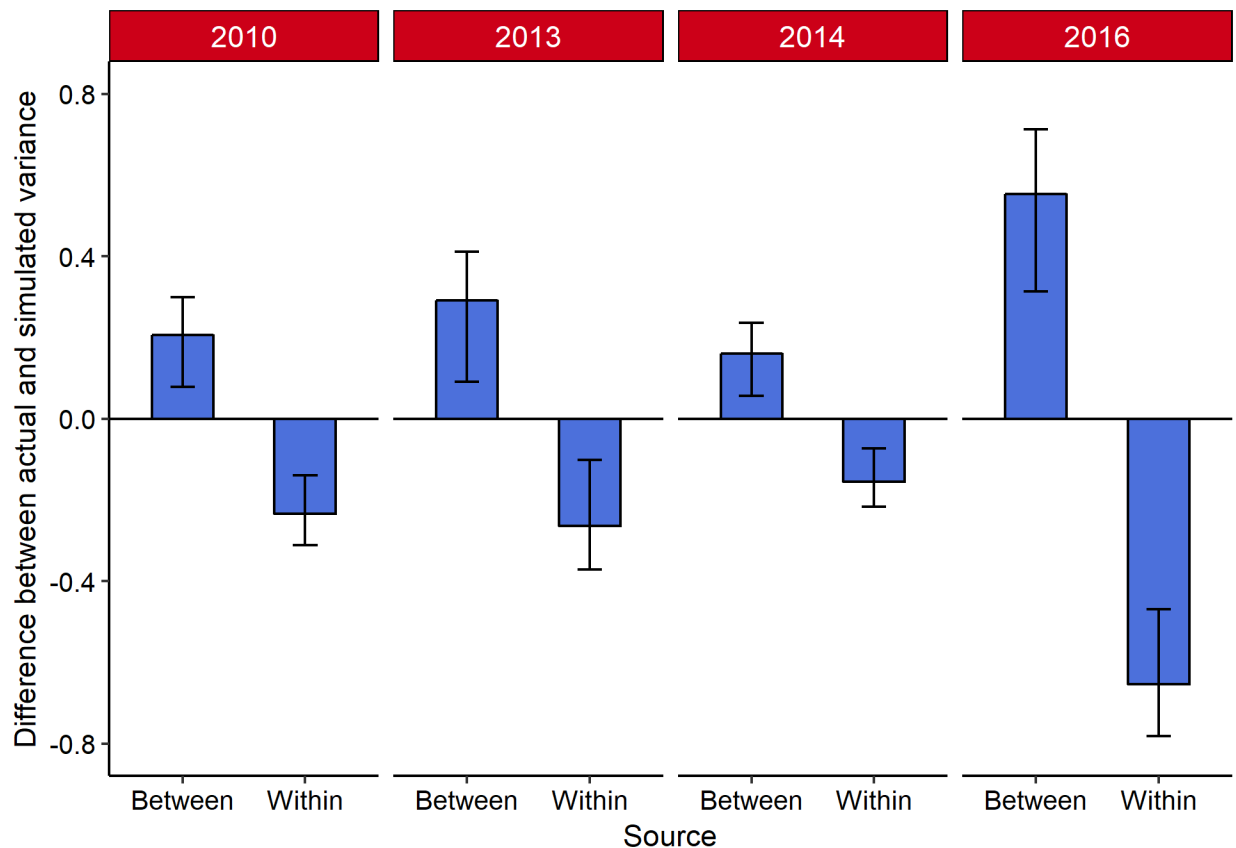 2010 2013 2014 2016
Difference between actual and simulated variance
0.8
0.4
0.0
-0.4
-0.8
Between Within Between Within Between Within Between Within
Source